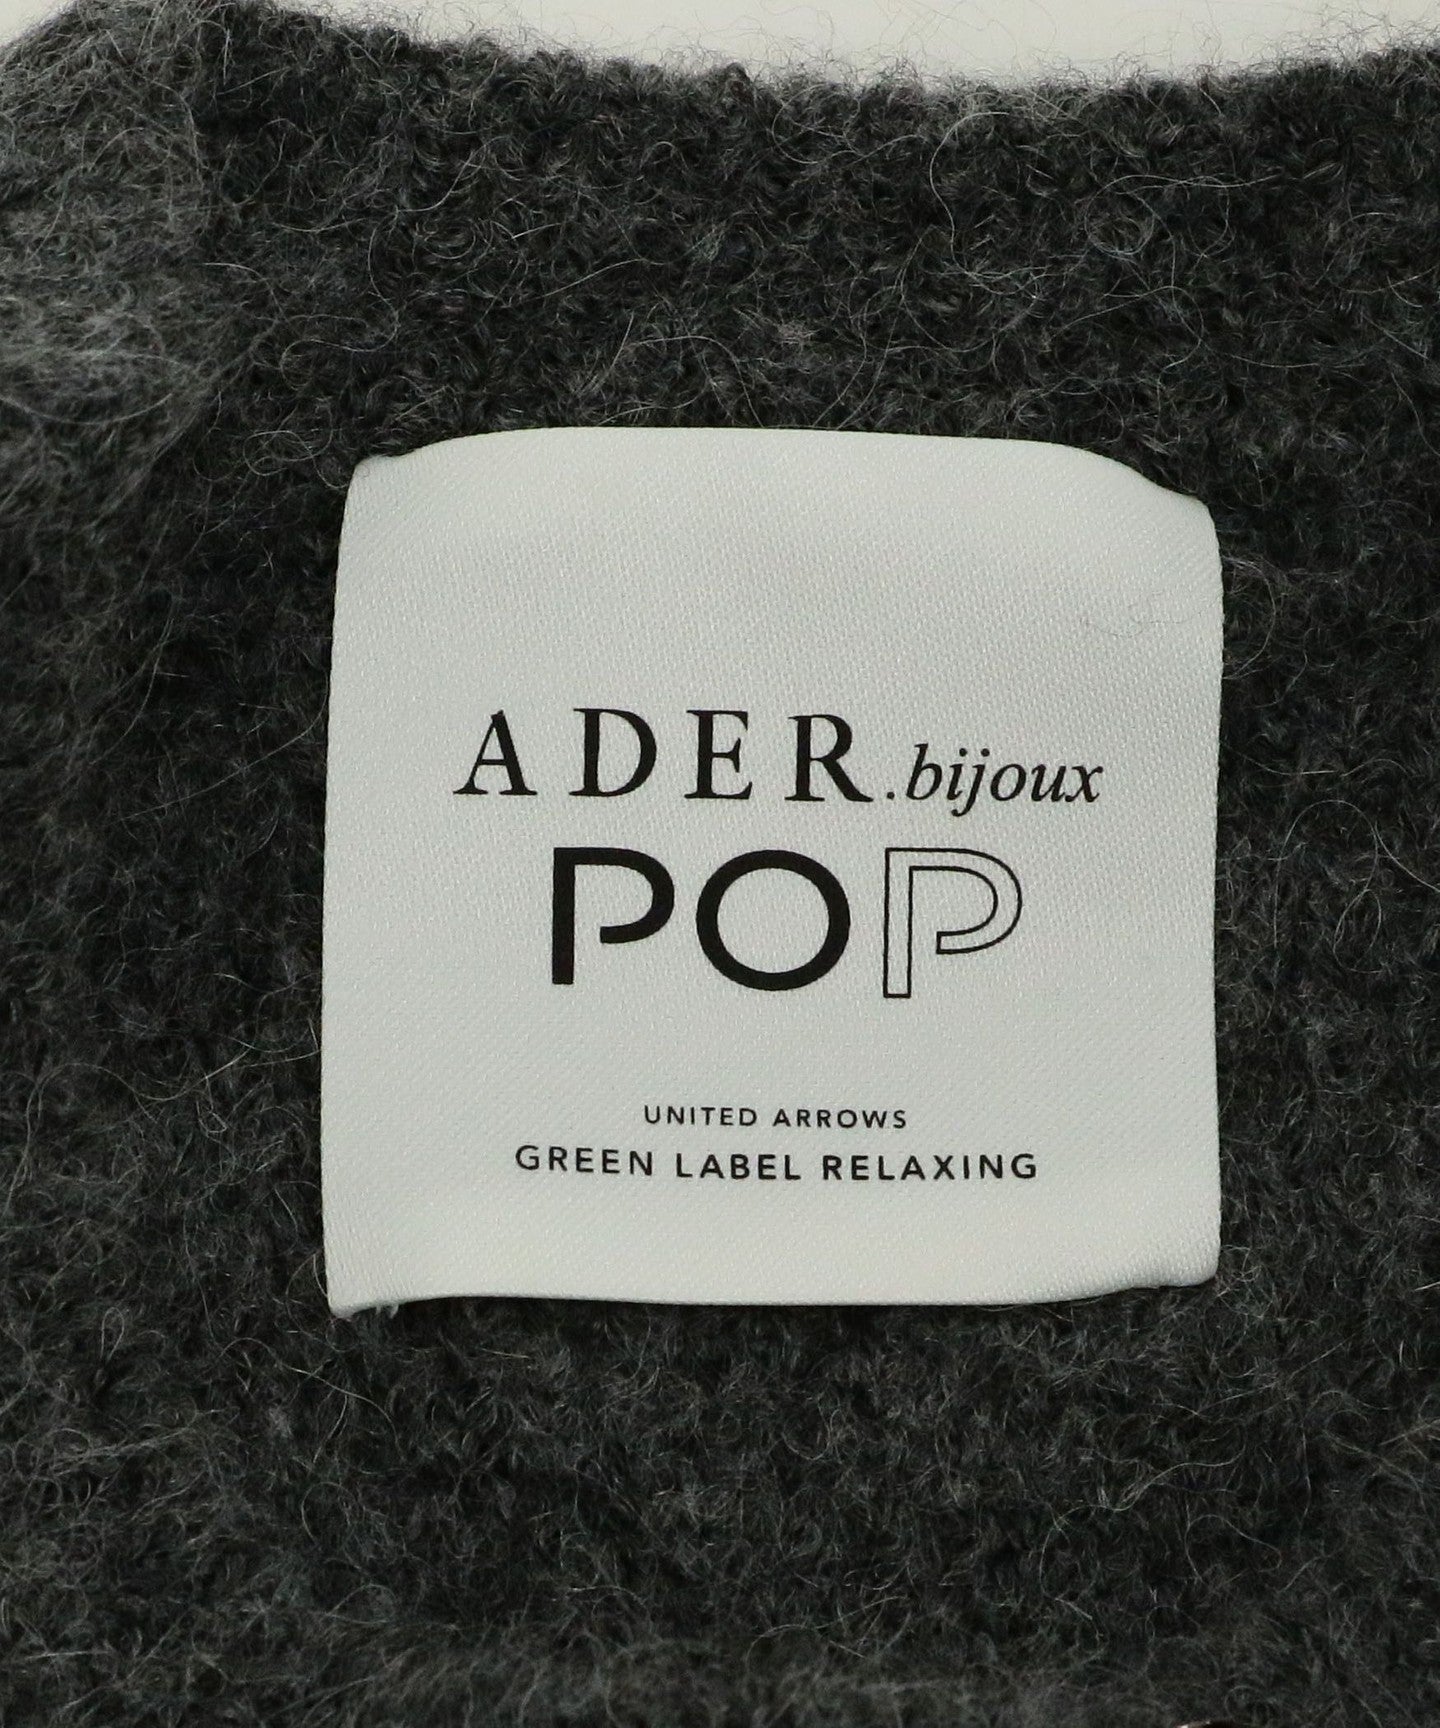 ADER.bijoux
POP
UNITED ARROWS
GREEN LABEL RELAXING